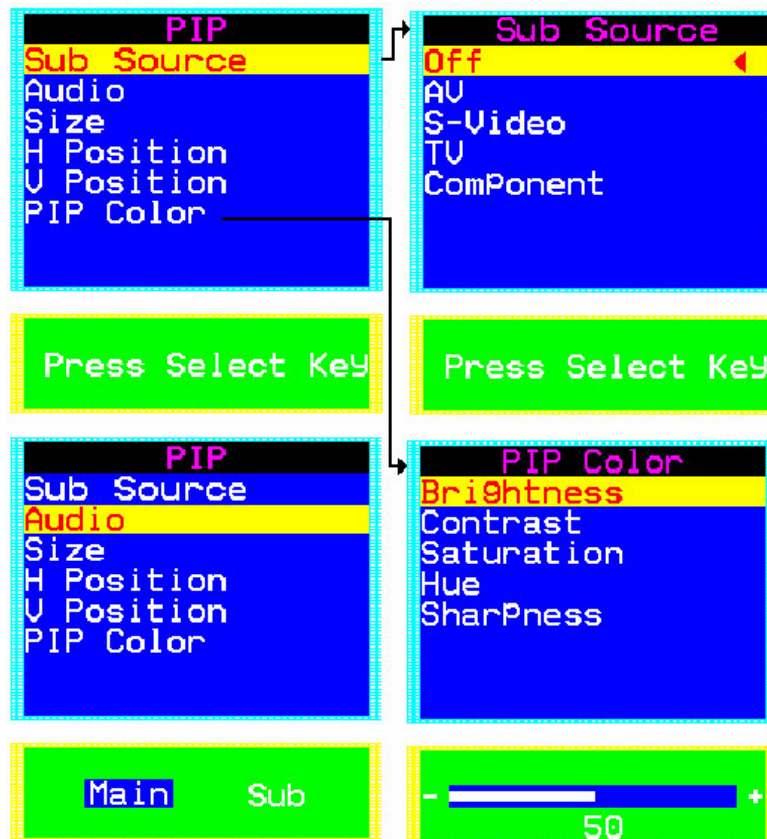 PIP
Sub Source
Audio
Size
H Position
V Position
PIP Color
Press Select Key
Sub Source
Off
AV
S-Video
TV
ComPonent
Press Select Key
PIP
Sub Source
Audio
Size
H Position
V Position
PIP Color
Main Sub
PIP Color
Brightness
Contrast
Saturation
Hue
SharPness
- +
50